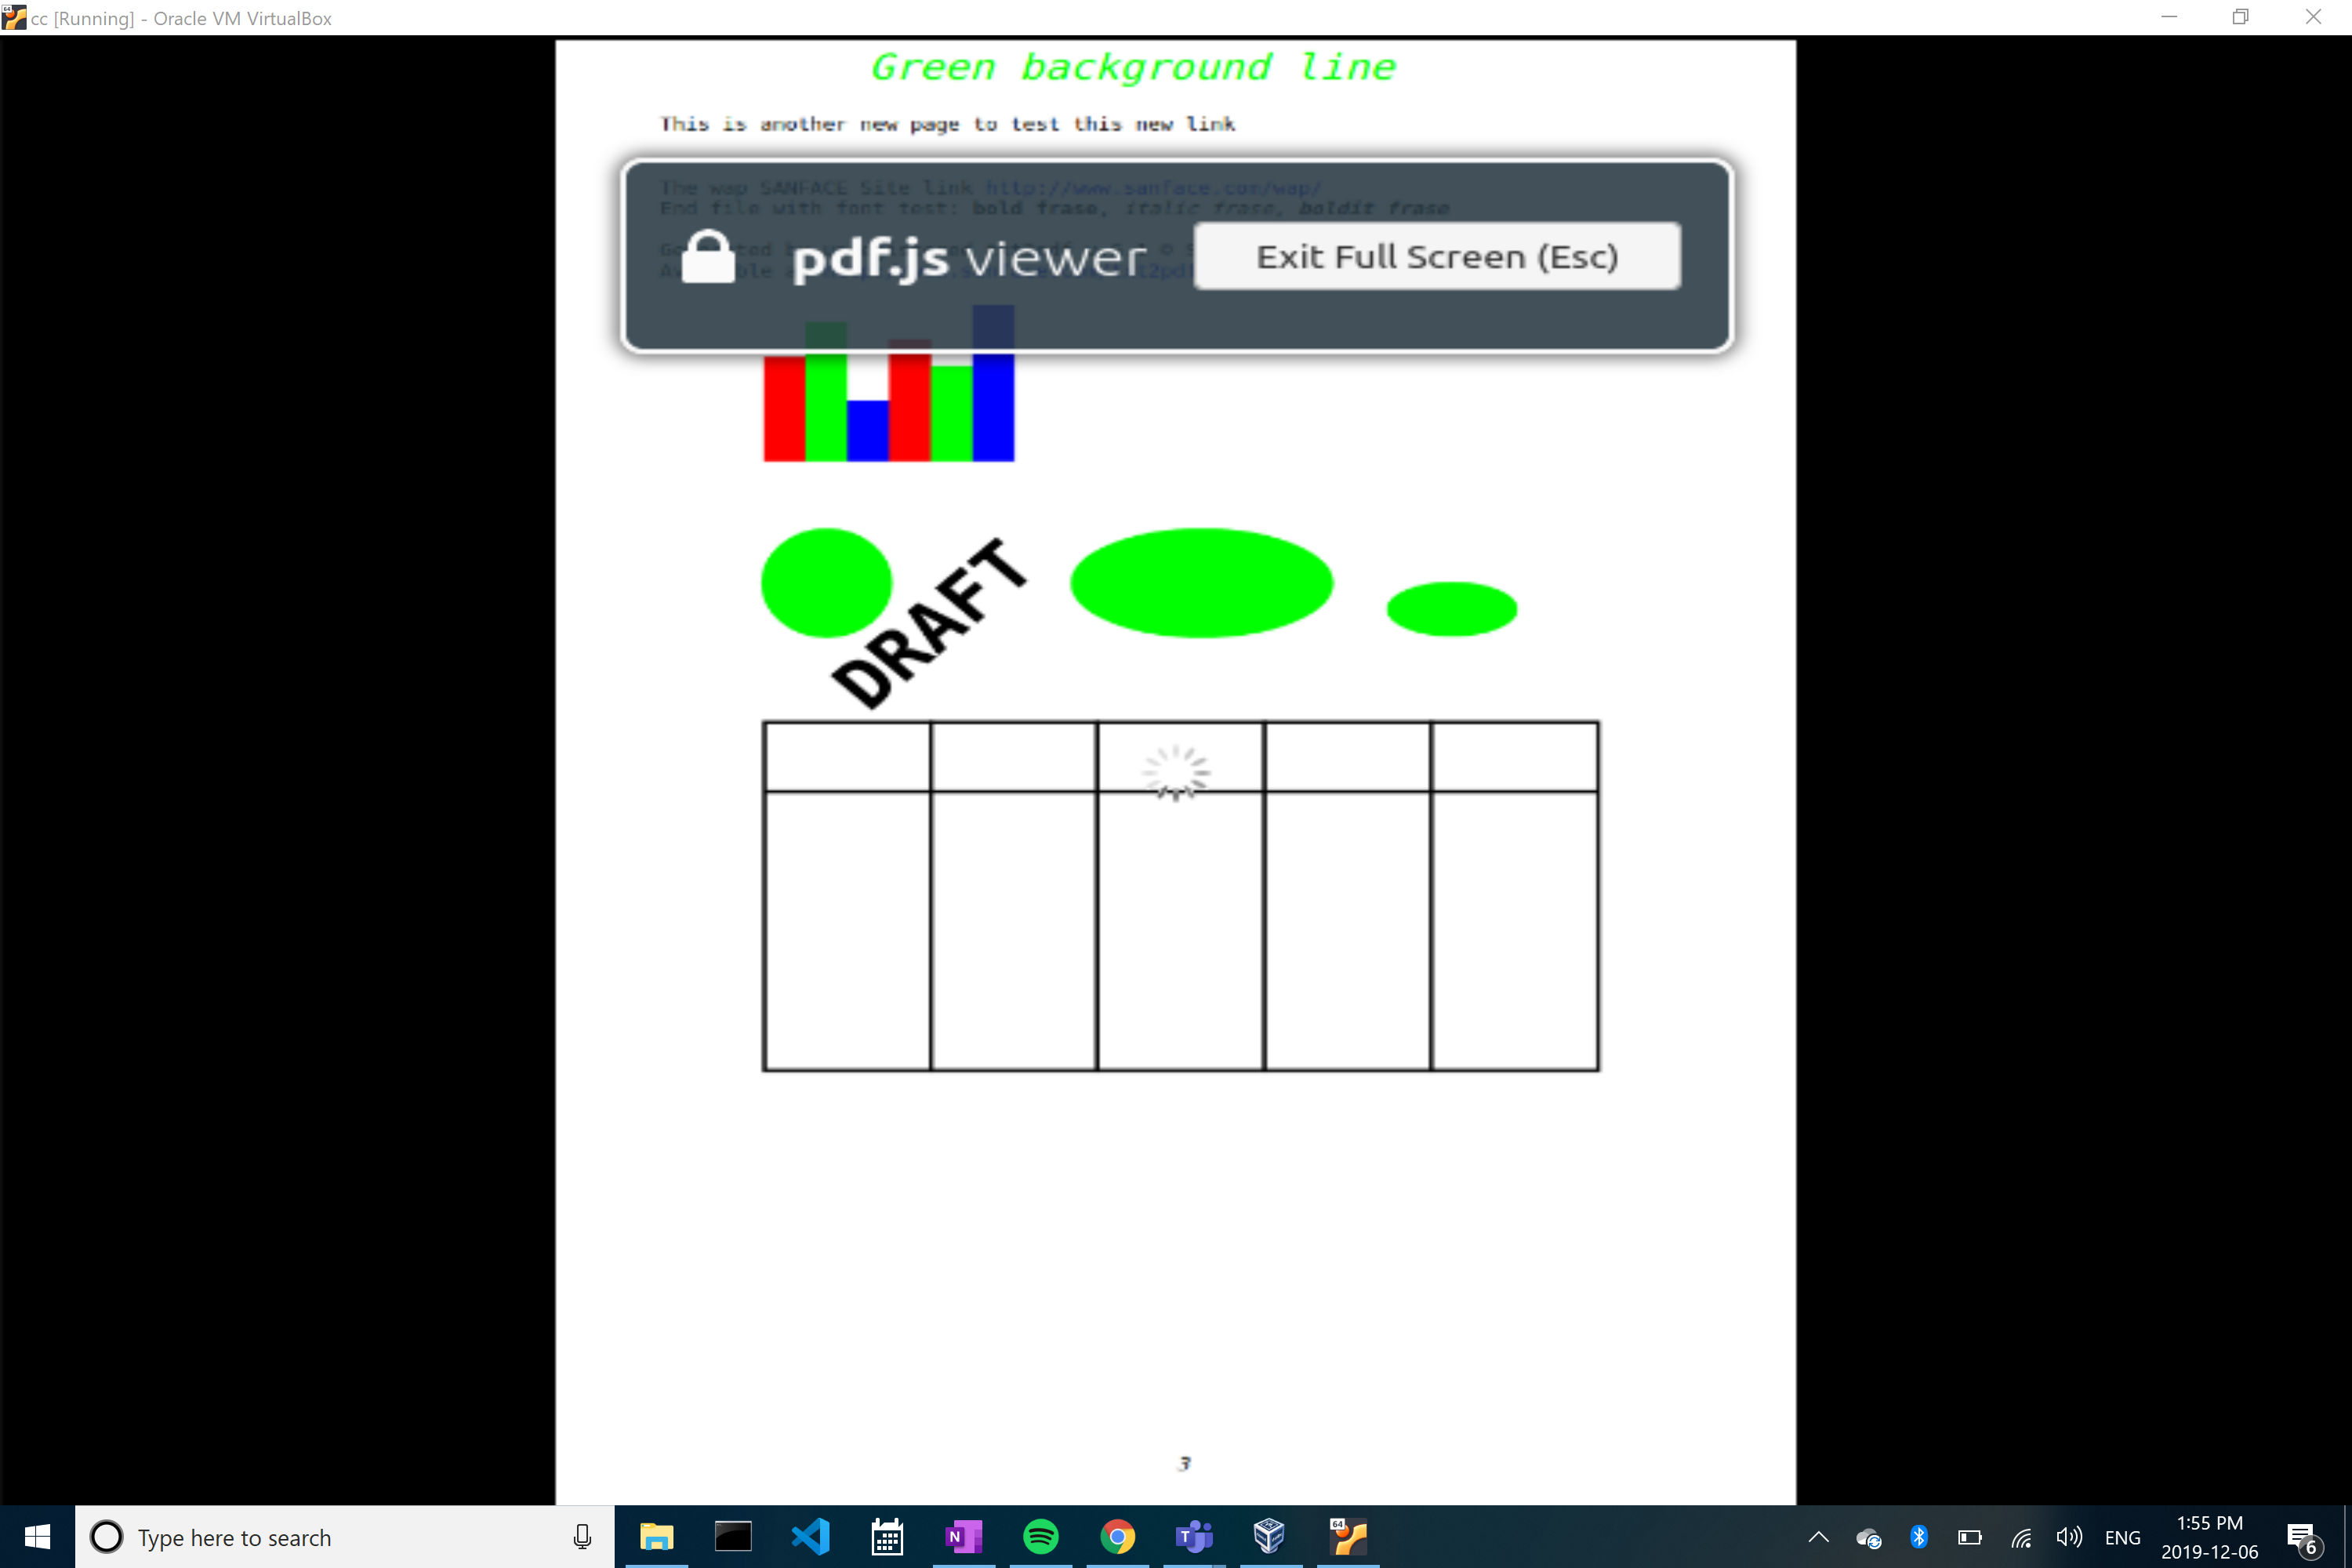 cc [Running] - Oracle VM VirtualBox
Green background line
This is another new page to test this new link
The wap SANFACE Site link http://www.sanface.com/wap/
End file with font test: bold frase, italic frase, boldit frase
pdf.js viewer
Exit Full Screen (Esc)
DRAFT
3
Type here to search
ENG
1:55 PM
2019-12-06
6